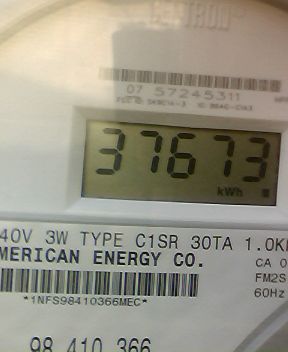 07 57245311
37673
kWh
40V 3W TYPE C1SR 30TA 1.0K
MERICAN ENERGY CO.
CA 0
FM2S
60Hz
*1NFS98410366MEC*
98 410 366